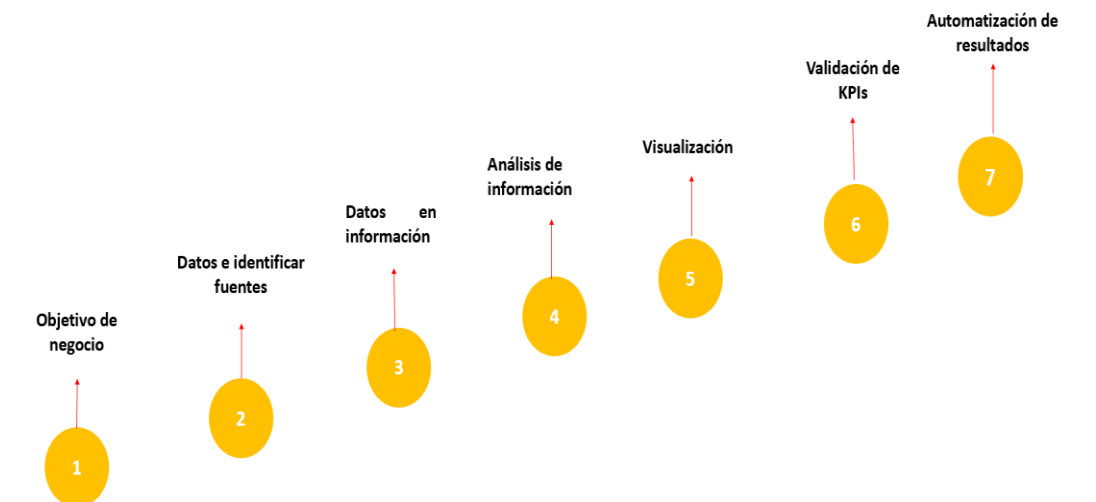 Objetivo de
negocio
1
Datos e identificar
fuentes
2
Datos en
información
3
Análisis de
información
4
Visualización
5
Validación de
KPIs
6
Automatización de
resultados
7